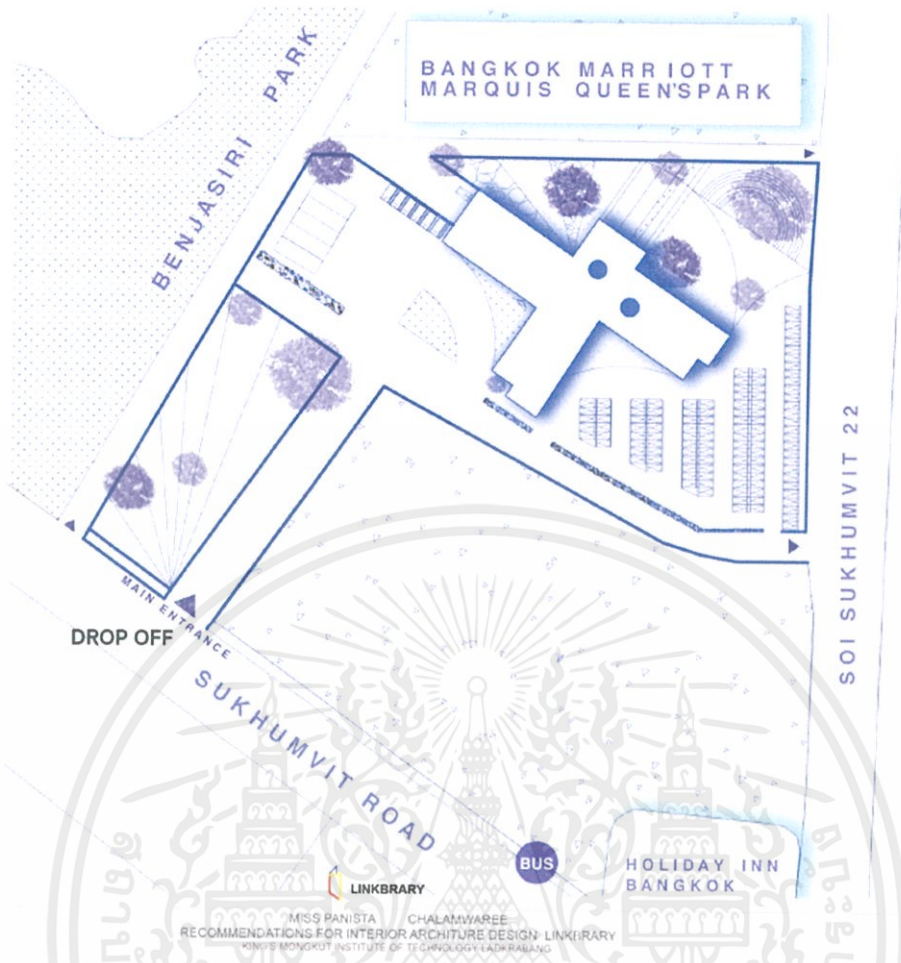 BANGKOK MARRIOTT
MARQUIS QUEEN'SPARK
BENJASIRI PARK
SOI SUKHUMVIT 22
MAIN ENTRANCE
DROP OFF
SUKHUMVIT ROAD
BUS
HOLIDAY INN
BANGKOK
LINKBRARY
MISS PANISTA CHALAMWAREE
RECOMMENDATIONS FOR INTERIOR ARCHITURE DESIGN LINKBRARY
KING'S MONGKUT INSTITUTE OF TECHNOLOGY LADKRABANG